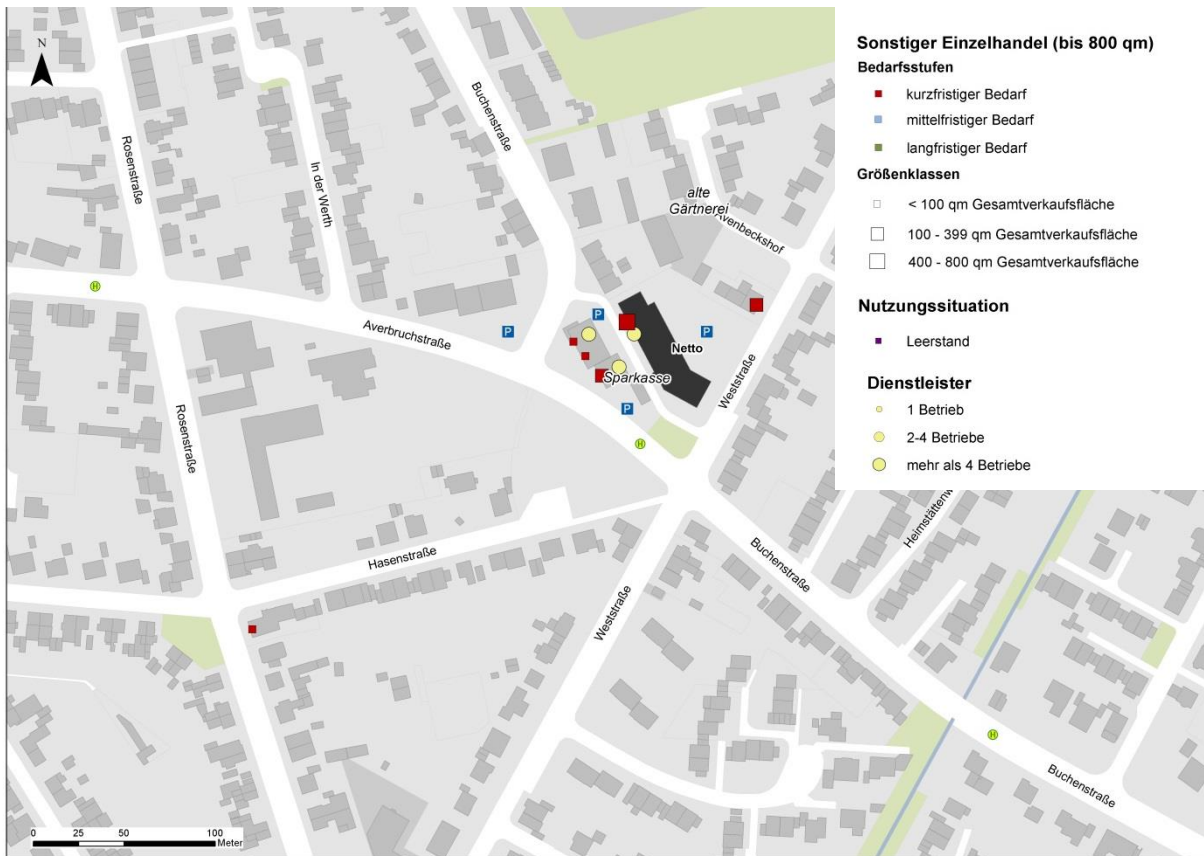 Sonstiger Einzelhandel (bis 800 qm)
Bedarfsstufen
kurzfristiger Bedarf
mittelfristiger Bedarf
langfristiger Bedarf
Größenklassen
< 100 qm Gesamtverkaufsfläche
100 - 399 qm Gesamtverkaufsfläche
400 - 800 qm Gesamtverkaufsfläche
Nutzungssituation
Leerstand
Dienstleister
1 Betrieb
2-4 Betriebe
mehr als 4 Betriebe
N
Buchenstraße
Rosenstraße
In der Werth
alte
Gärtnerei
Avenbeckshof
H
Averbruchstraße
P
P
P
Netto
Sparkasse
Weststraße
P
H
Rosenstraße
Hasenstraße
Buchenstraße
Weststraße
H
Buchenstraße
0 25 50 100
Meter